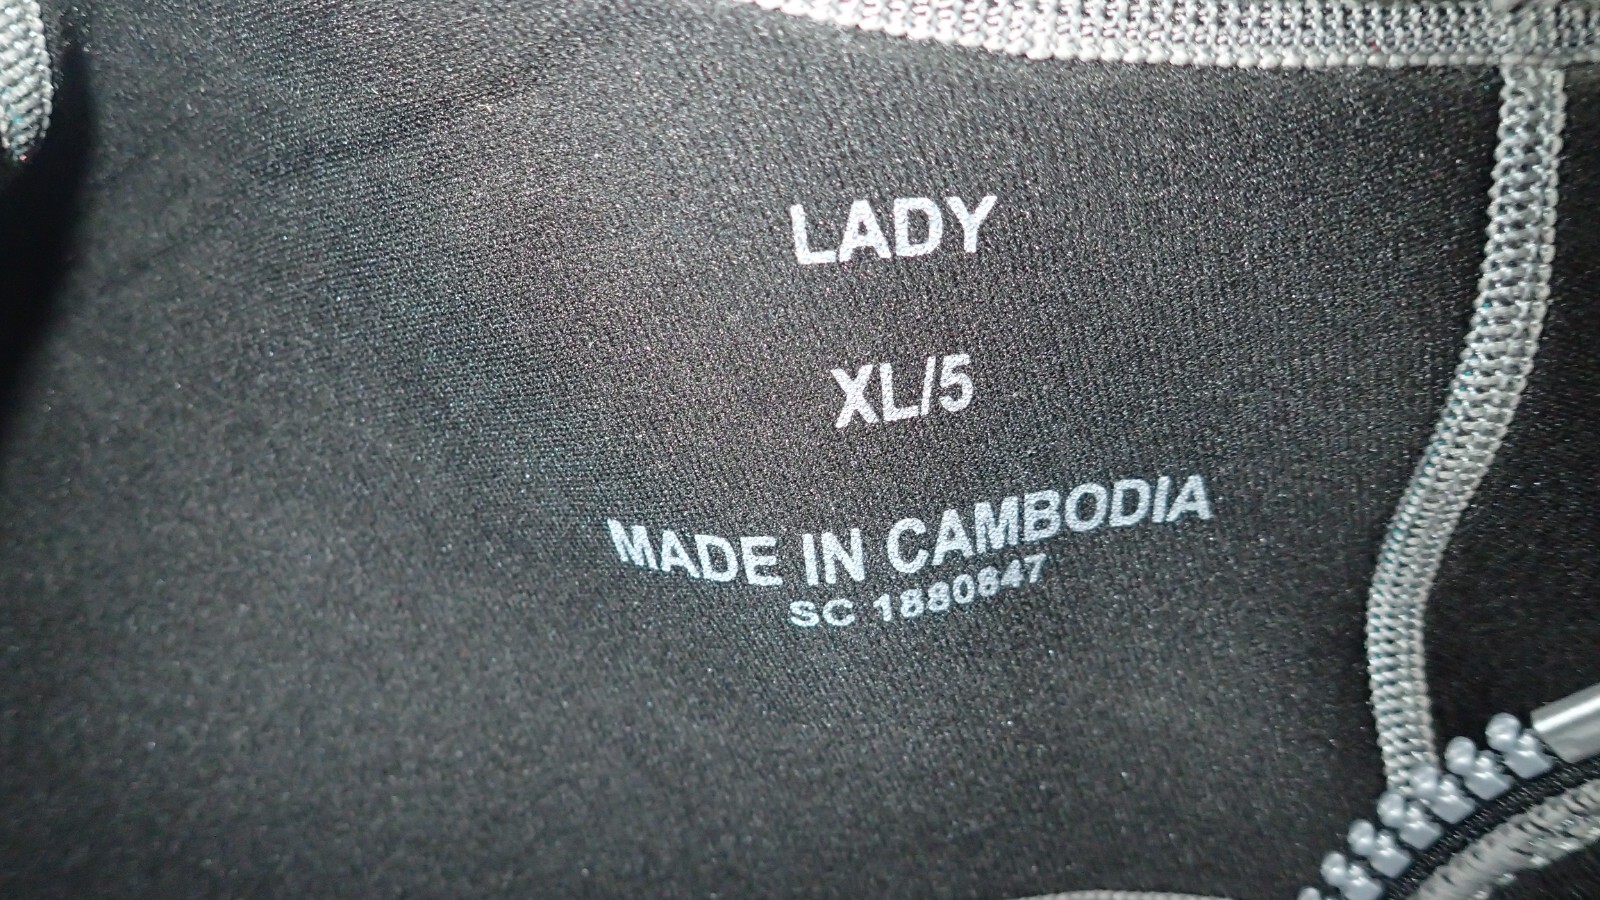 LADY
XL/5
MADE IN CAMBODIA
SC 1880847